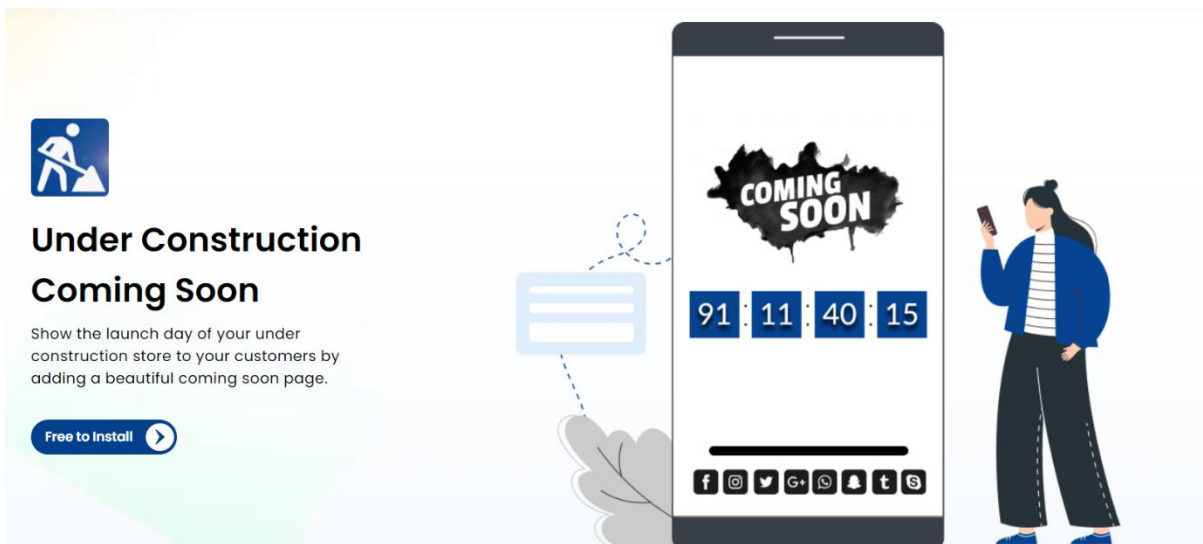 Under Construction
Coming Soon
Show the launch day of your under
construction store to your customers by
adding a beautiful coming soon page.
Free to Install
COMING
SOON
91 : 11 : 40 : 15
f G+ t S